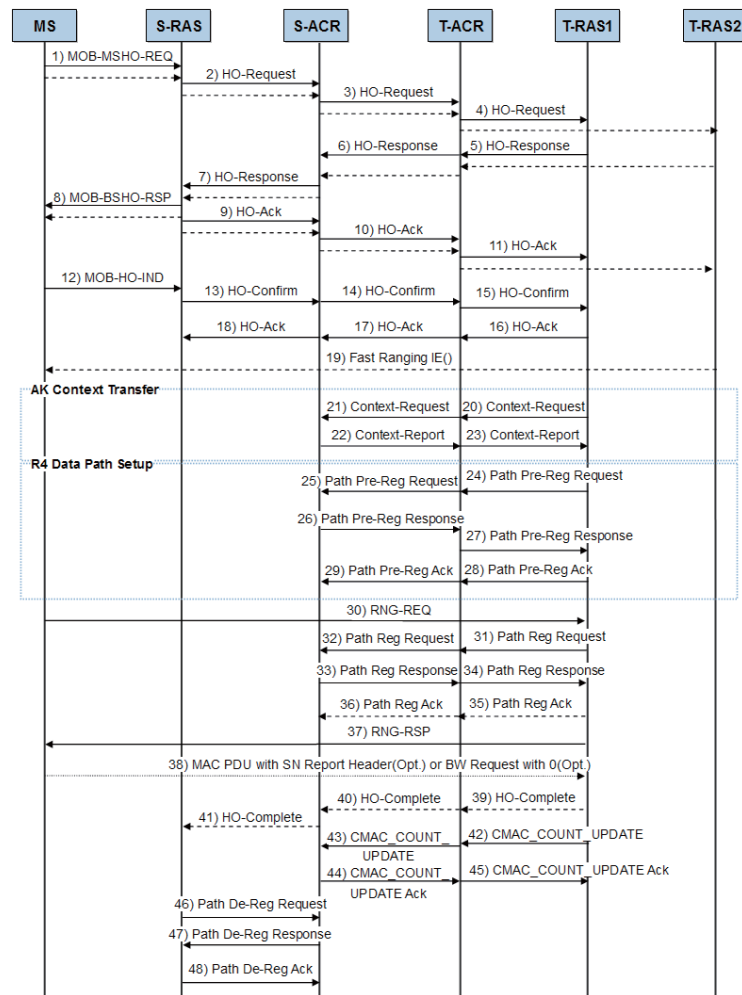 MS S-RAS S-ACR T-ACR T-RAS1 T-RAS2
1) MOB-MSHO-REQ
2) HO-Request
3) HO-Request
4) HO-Request
6) HO-Response 5) HO-Response
7) HO-Response
8) MOB-BSHO-RSP
9) HO-Ack
10) HO-Ack
11) HO-Ack
12) MOB-HO-IND
13) HO-Confirm 14) HO-Confirm 15) HO-Confirm
18) HO-Ack 17) HO-Ack 16) HO-Ack
19) Fast Ranging IE()
AK Context Transfer
21) Context-Request 20) Context-Request
22) Context-Report 23) Context-Report
R4 Data Path Setup
25) Path Pre-Reg Request 24) Path Pre-Reg Request
26) Path Pre-Reg Response
27) Path Pre-Reg Response
29) Path Pre-Reg Ack 28) Path Pre-Reg Ack
30) RNG-REQ
32) Path Reg Request 31) Path Reg Request
33) Path Reg Response 34) Path Reg Response
36) Path Reg Ack 35) Path Reg Ack
37) RNG-RSP
38) MAC PDU with SN Report Header(Opt.) or BW Request with 0(Opt.)
40) HO-Complete 39) HO-Complete
41) HO-Complete
43) CMAC_COUNT_ 42) CMAC_COUNT_UPDATE
UPDATE
44) CMAC_COUNT_ 45) CMAC_COUNT_UPDATE Ack
UPDATE Ack
46) Path De-Reg Request
47) Path De-Reg Response
48) Path De-Reg Ack